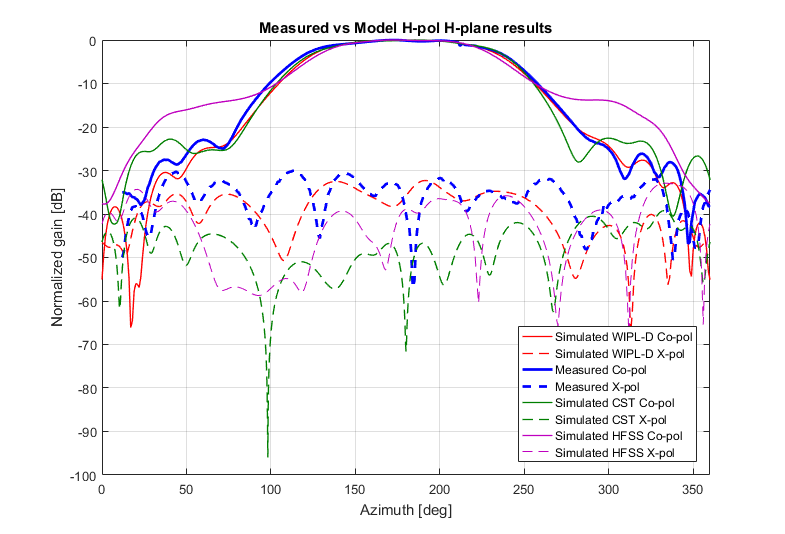 Measured vs Model H-pol H-plane results
0
-10
-20
-30
-40
-50
-60
-70
-80
-90
-100
Normalized gain [dB]
Simulated WIPL-D Co-pol
Simulated WIPL-D X-pol
Measured Co-pol
Measured X-pol
Simulated CST Co-pol
Simulated CST X-pol
Simulated HFSS Co-pol
Simulated HFSS X-pol
0 50 100 150 200 250 300 350
Azimuth [deg]